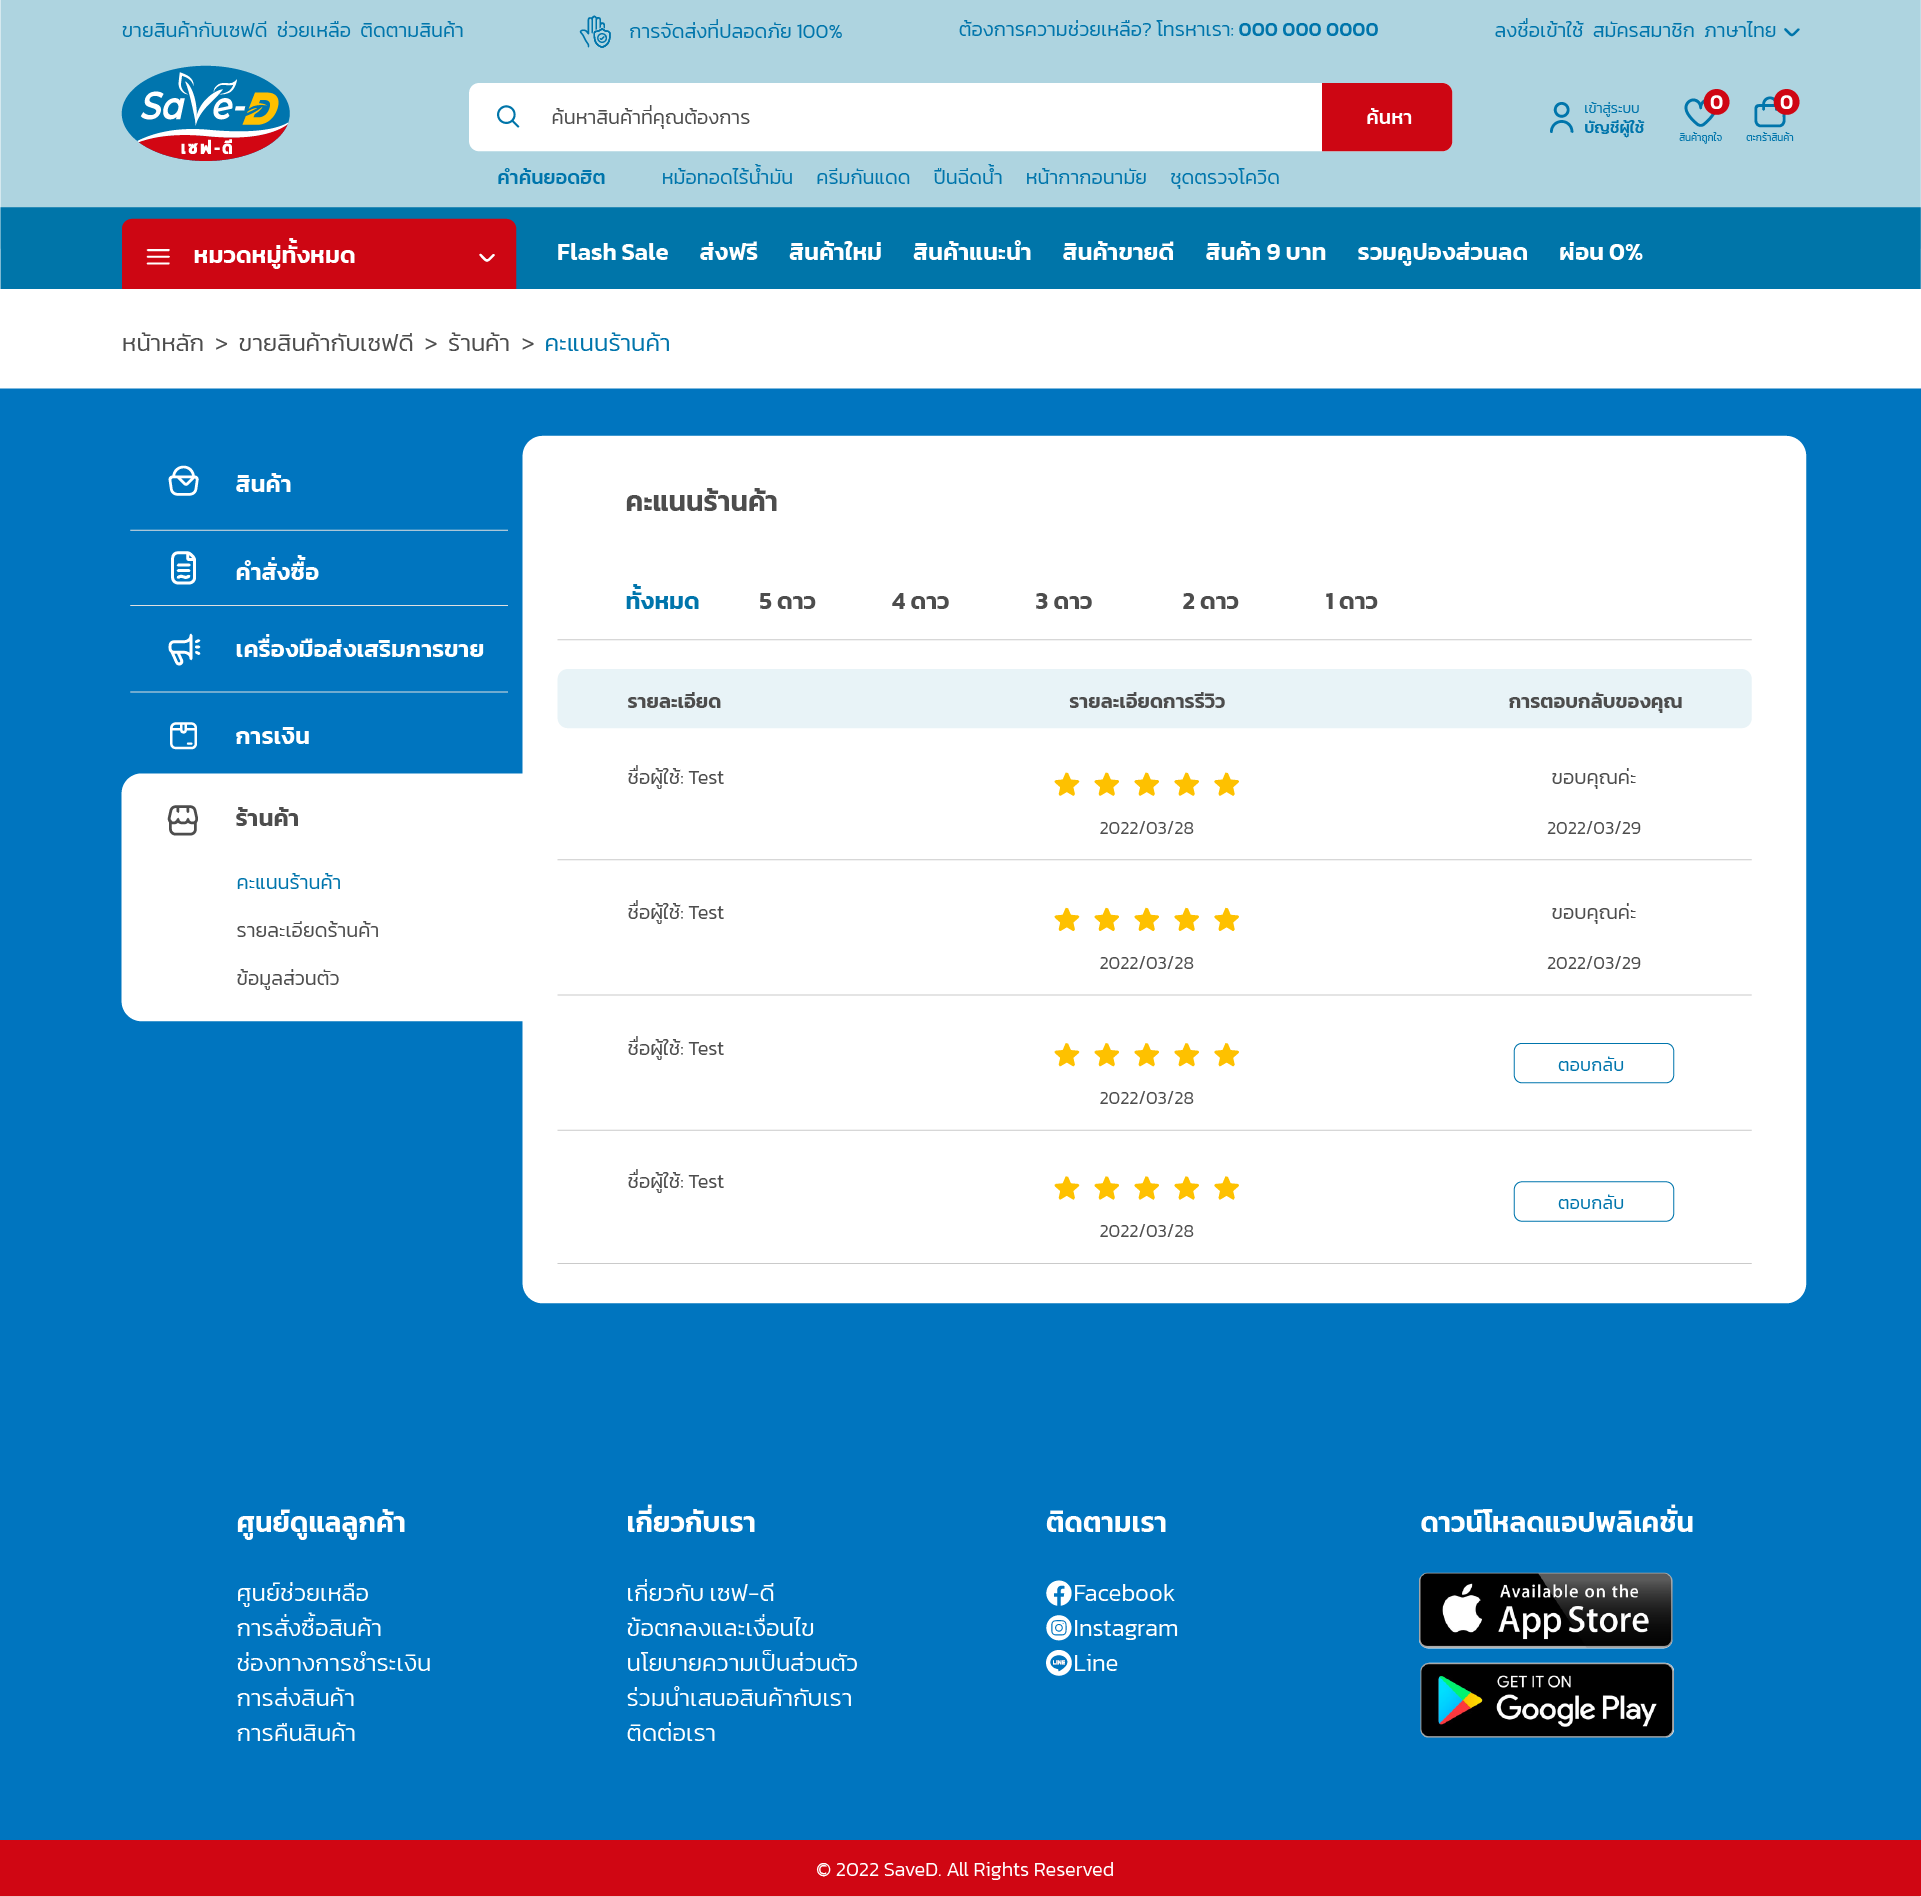 ขายสินค้ากับเซฟดี ช่วยเหลือ ติดตามสินค้า
การจัดส่งที่ปลอดภัย 100%
ต้องการความช่วยเหลือ? โทรหาเรา: 000 000 0000
ลงชื่อเข้าใช้ สมัครสมาชิก ภาษาไทย
SaVe-D
เซฟ-ดี
ค้นหาสินค้าที่คุณต้องการ
ค้นหา
เข้าสู่ระบบ
บัญชีผู้ใช้
0
สินค้าถูกใจ
0
ตะกร้าสินค้า
คำค้นยอดฮิต หม้อทอดไร้น้ำมัน ครีมกันแดด ปืนฉีดน้ำ หน้ากากอนามัย ชุดตรวจโควิด
หมวดหมู่ทั้งหมด
Flash Sale ส่งฟรี สินค้าใหม่ สินค้าแนะนำ สินค้าขายดี สินค้า 9 บาท รวมคูปองส่วนลด ผ่อน 0%
หน้าหลัก > ขายสินค้ากับเซฟดี > ร้านค้า > คะแนนร้านค้า
สินค้า
คำสั่งซื้อ
เครื่องมือส่งเสริมการขาย
การเงิน
ร้านค้า
คะแนนร้านค้า
รายละเอียดร้านค้า
ข้อมูลส่วนตัว
คะแนนร้านค้า
ทั้งหมด 5 ดาว 4 ดาว 3 ดาว 2 ดาว 1 ดาว
รายละเอียด รายละเอียดการรีวิว การตอบกลับของคุณ
ชื่อผู้ใช้: Test ขอบคุณค่ะ
2022/03/28 2022/03/29
ชื่อผู้ใช้: Test ขอบคุณค่ะ
2022/03/28 2022/03/29
ชื่อผู้ใช้: Test
ตอบกลับ
2022/03/28
ชื่อผู้ใช้: Test
ตอบกลับ
2022/03/28
ศูนย์ดูแลลูกค้า
ศูนย์ช่วยเหลือ
การสั่งซื้อสินค้า
ช่องทางการชำระเงิน
การส่งสินค้า
การคืนสินค้า
เกี่ยวกับเรา
เกี่ยวกับ เซฟ-ดี
ข้อตกลงและเงื่อนไข
นโยบายความเป็นส่วนตัว
ร่วมนำเสนอสินค้ากับเรา
ติดต่อเรา
ติดตามเรา
Facebook
Instagram
LINE Line
ดาวน์โหลดแอปพลิเคชั่น
Available on the
App Store
GET IT ON
Google Play
© 2022 SaveD. All Rights Reserved